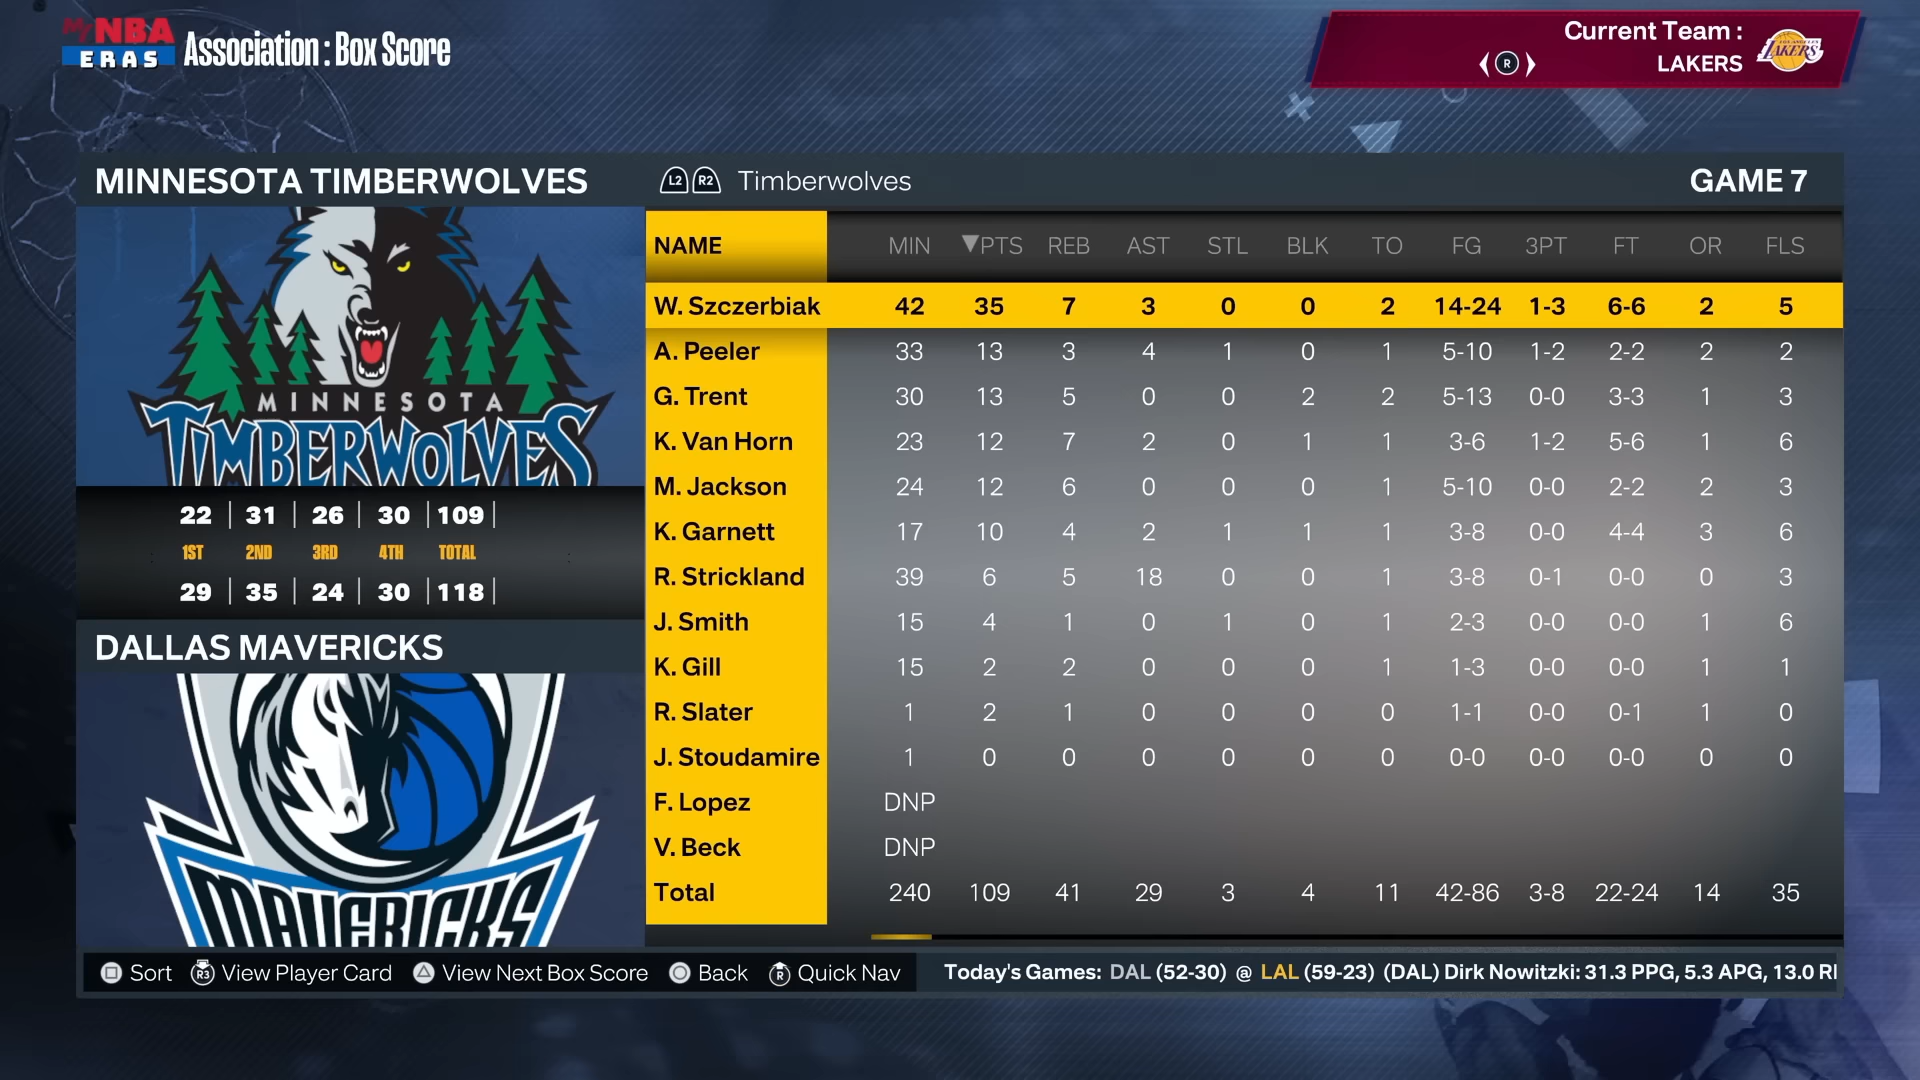 MyNBA
ERAS
Association : Box Score
Current Team :
R
LAKERS
LOS ANGELES
LAKERS
MINNESOTA TIMBERWOLVES
L2 R2 Timberwolves
GAME 7
MINNESOTA
TIMBERWOLVES
22 | 31 | 26 | 30 | 109 |
1ST 2ND 3RD 4TH TOTAL
29 | 35 | 24 | 30 | 118 |
DALLAS MAVERICKS
MAVERICKS
NAME MIN ▼PTS REB AST STL BLK TO FG 3PT FT OR FLS
W. Szczerbiak 42 35 7 3 0 0 2 14-24 1-3 6-6 2 5
A. Peeler 33 13 3 4 1 0 1 5-10 1-2 2-2 2 2
G. Trent 30 13 5 0 0 2 2 5-13 0-0 3-3 1 3
K. Van Horn 23 12 7 2 0 1 1 3-6 1-2 5-6 1 6
M. Jackson 24 12 6 0 0 0 1 5-10 0-0 2-2 2 3
K. Garnett 17 10 4 2 1 1 1 3-8 0-0 4-4 3 6
R. Strickland 39 6 5 18 0 0 1 3-8 0-1 0-0 0 3
J. Smith 15 4 1 0 1 0 1 2-3 0-0 0-0 1 6
K. Gill 15 2 2 0 0 0 1 1-3 0-0 0-0 1 1
R. Slater 1 2 1 0 0 0 0 1-1 0-0 0-1 1 0
J. Stoudamire 1 0 0 0 0 0 0 0-0 0-0 0-0 0 0
F. Lopez DNP
V. Beck DNP
Total 240 109 41 29 3 4 11 42-86 3-8 22-24 14 35
Sort R3 View Player Card View Next Box Score Back R Quick Nav
Today's Games: DAL (52-30) @ LAL (59-23) (DAL) Dirk Nowitzki: 31.3 PPG, 5.3 APG, 13.0 R